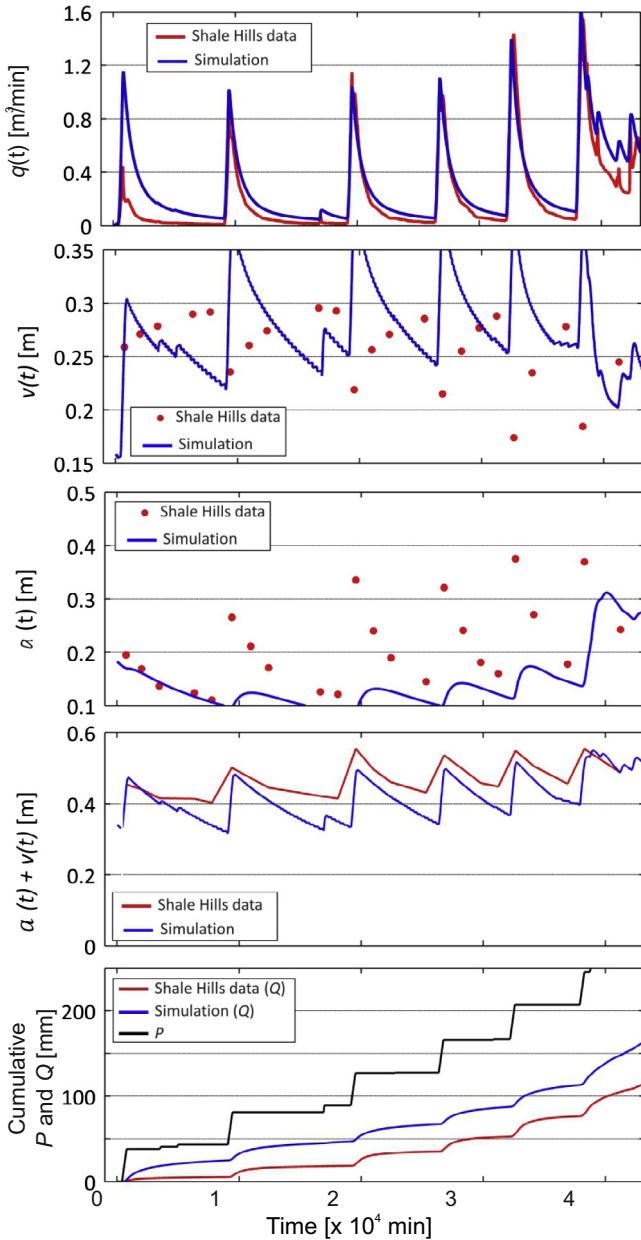 1.6
1.2
0.8
0.4
0
q(t) [m³/min]
Shale Hills data
Simulation
0.35
0.3
0.25
0.2
0.15
v(t) [m]
Shale Hills data
Simulation
0.5
0.4
0.3
0.2
0.1
a (t) [m]
Shale Hills data
Simulation
0.6
0.4
0.2
0
a (t) + v(t) [m]
Shale Hills data
Simulation
200
100
0
Cumulative
P and Q [mm]
Shale Hills data (Q)
Simulation (Q)
P
0 1 2 3 4
Time [x 10⁴ min]